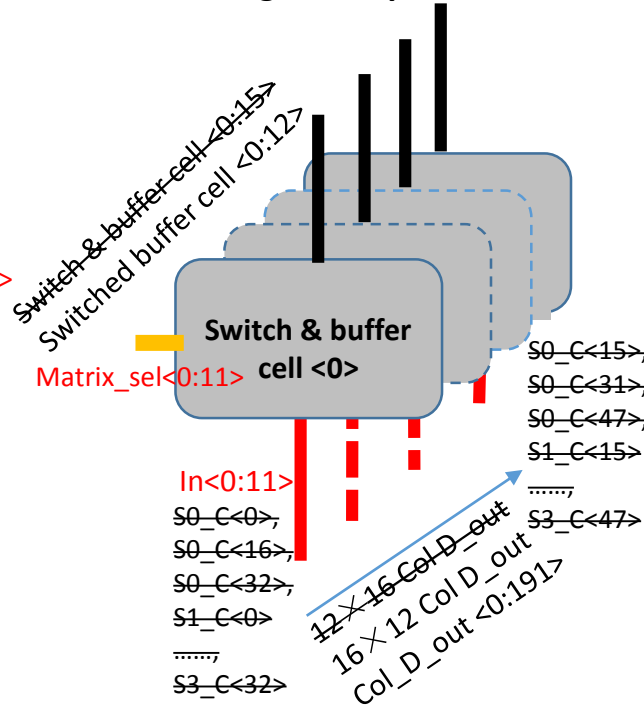 Switch & buffer cell <0:15>
Switched buffer cell <0:12>
>
Switch & buffer
cell <0>
Matrix_sel<0:11>
S0_C<15>,
S0_C<31>,
S0_C<47>,
S1_C<15>
……,
S3_C<47>
In<0:11>
S0_C<0>,
S0_C<16>,
S0_C<32>,
S1_C<0>
……,
S3_C<32>
12×16 Col D_out
16×12 Col D_out
Col_D_out <0:191>